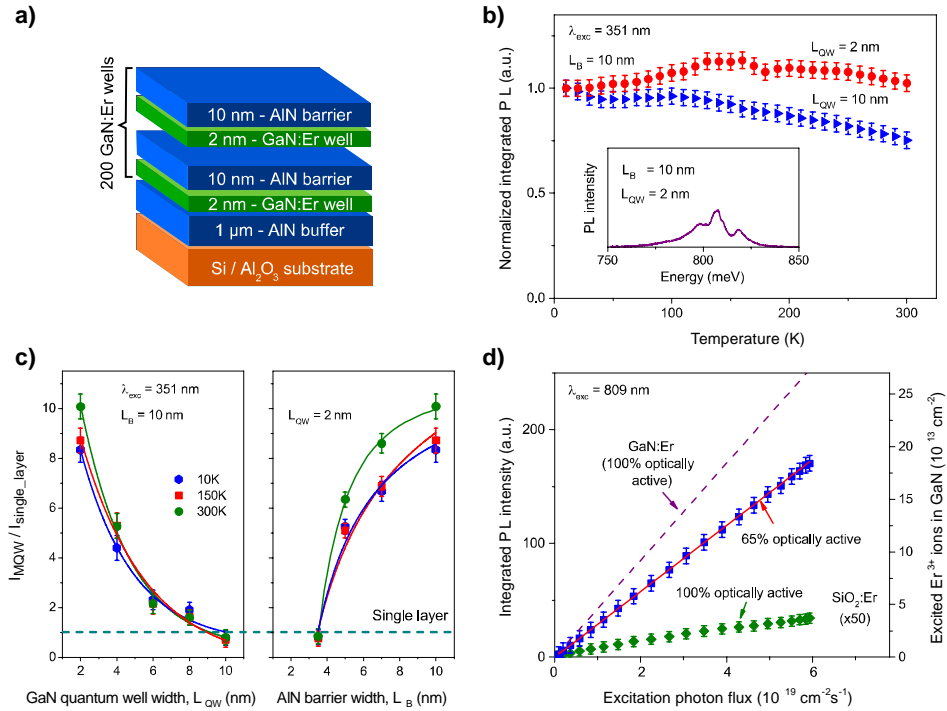 a)
200 GaN:Er wells
10 nm - AlN barrier
2 nm - GaN:Er well
10 nm - AlN barrier
2 nm - GaN:Er well
1 µm - AlN buffer
Si / Al2O3 substrate
b)
λexc = 351 nm
LB = 10 nm
LQW = 2 nm
LQW = 10 nm
Normalized integrated P L (a.u.)
1.0
0.5
0.0
0
100
200
300
Temperature (K)
LB = 10 nm
LQW = 2 nm
PL intensity
750
800
850
Energy (meV)
c)
IMQW / Isingle_layer
10
8
6
4
2
0
λexc = 351 nm
LB = 10 nm
10K
150K
300K
2 4 6 8 10
GaN quantum well width, L QW (nm)
LQW = 2 nm
Single layer
2 4 6 8 10
AlN barrier width, L B (nm)
d)
λexc = 809 nm
Integrated P L intensity (a.u.)
200
100
0
GaN:Er
(100% optically
active)
65% optically active
100% optically active
SiO2:Er
(x50)
25
20
15
10
5
0
Excited Er3+ ions in GaN (10 13 cm-2)
0 2 4 6 8
Excitation photon flux (10 19 cm-2s-1)